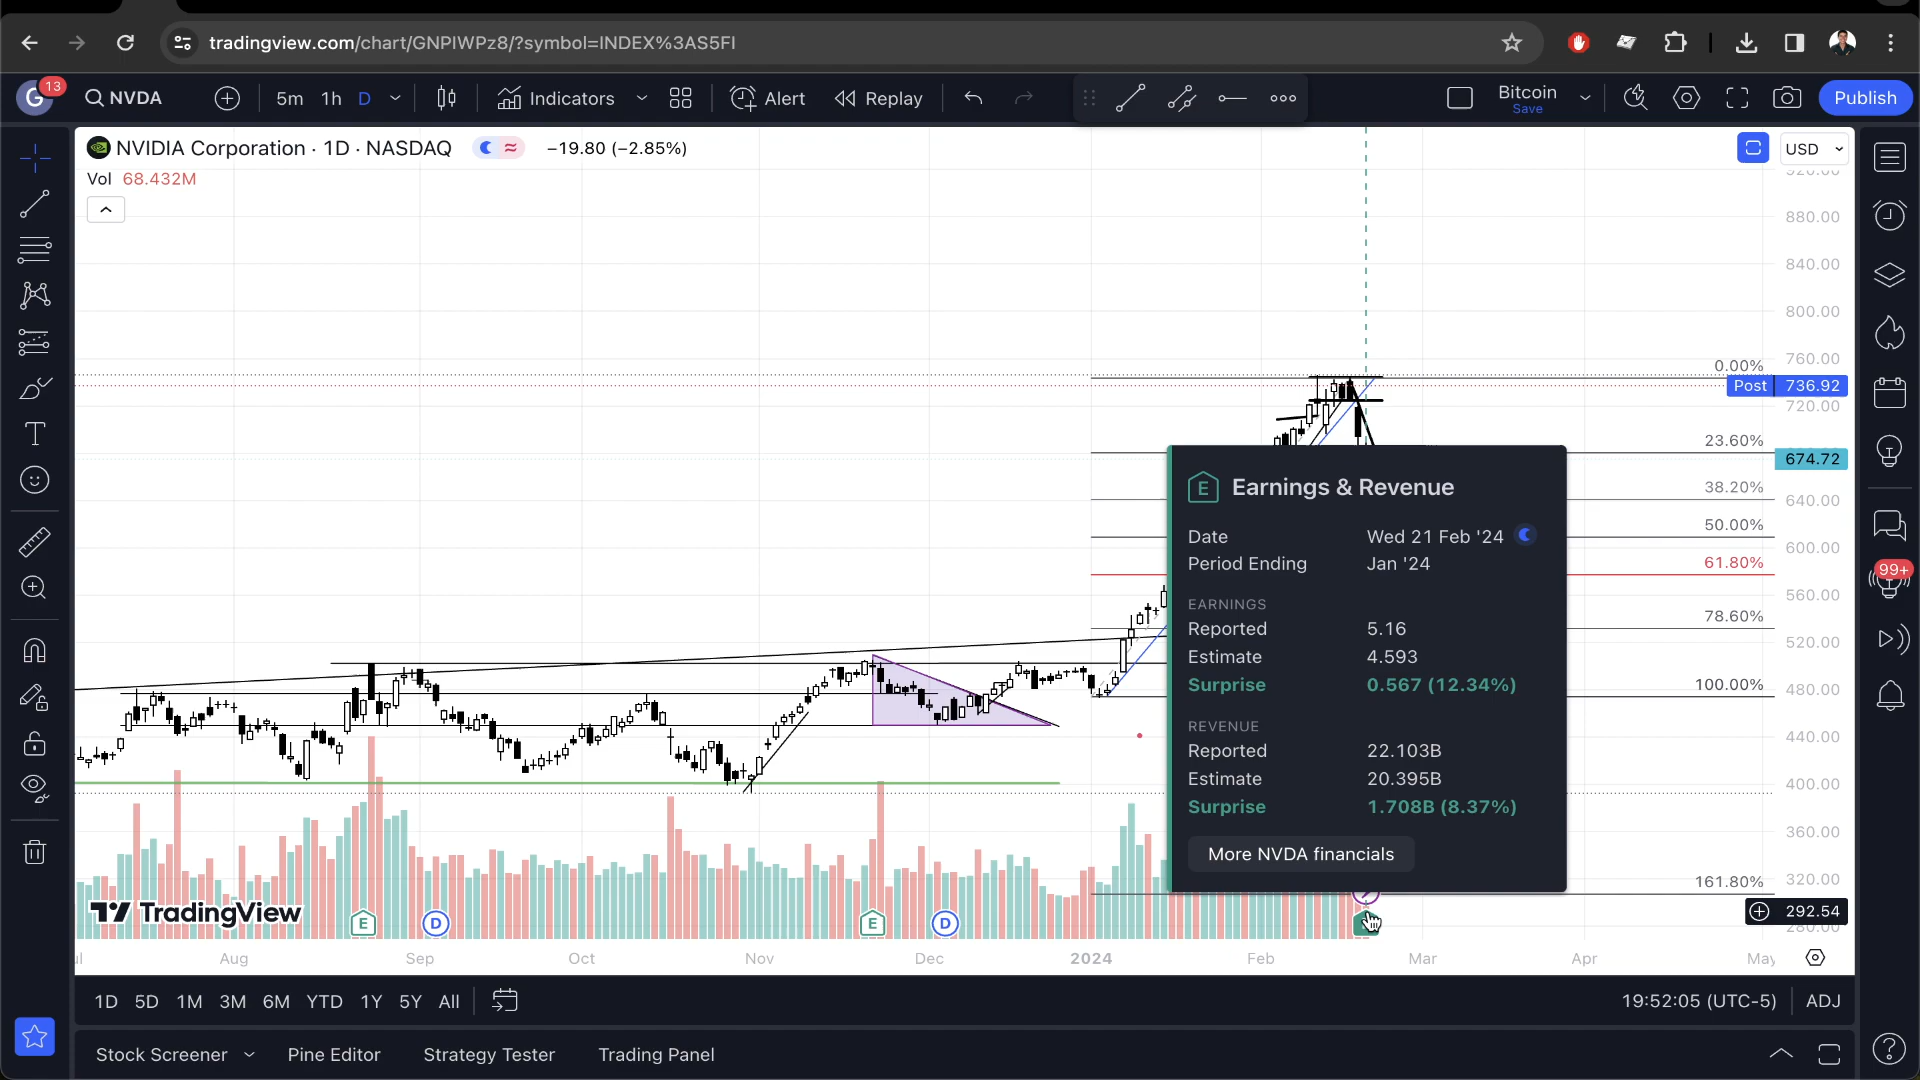 tradingview.com/chart/GNPIWPz8/?symbol=INDEX%3AS5FI
G 13 NVDA 5m 1h D Indicators Alert Replay Bitcoin Save Publish
NVIDIA Corporation · 1D · NASDAQ −19.80 (−2.85%) USD
Vol 68.432M
880.00
840.00
800.00
760.00
0.00%
Post 736.92
720.00
23.60%
674.72
38.20%
640.00
50.00%
600.00
61.80%
560.00
78.60%
520.00
100.00%
480.00
440.00
400.00
360.00
161.80%
320.00
292.54
280.00
E Earnings & Revenue
Date Wed 21 Feb '24
Period Ending Jan '24
EARNINGS
Reported 5.16
Estimate 4.593
Surprise 0.567 (12.34%)
REVENUE
Reported 22.103B
Estimate 20.395B
Surprise 1.708B (8.37%)
More NVDA financials
99+
TradingView
E D E D
Aug Sep Oct Nov Dec 2024 Feb Mar Apr May
1D 5D 1M 3M 6M YTD 1Y 5Y All 19:52:05 (UTC-5) ADJ
Stock Screener Pine Editor Strategy Tester Trading Panel